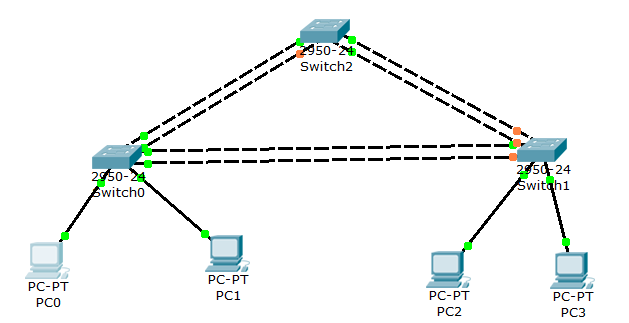 2950-24
Switch2
2950-24
Switch0
2950-24
Switch1
PC-PT
PC0
PC-PT
PC1
PC-PT
PC2
PC-PT
PC3